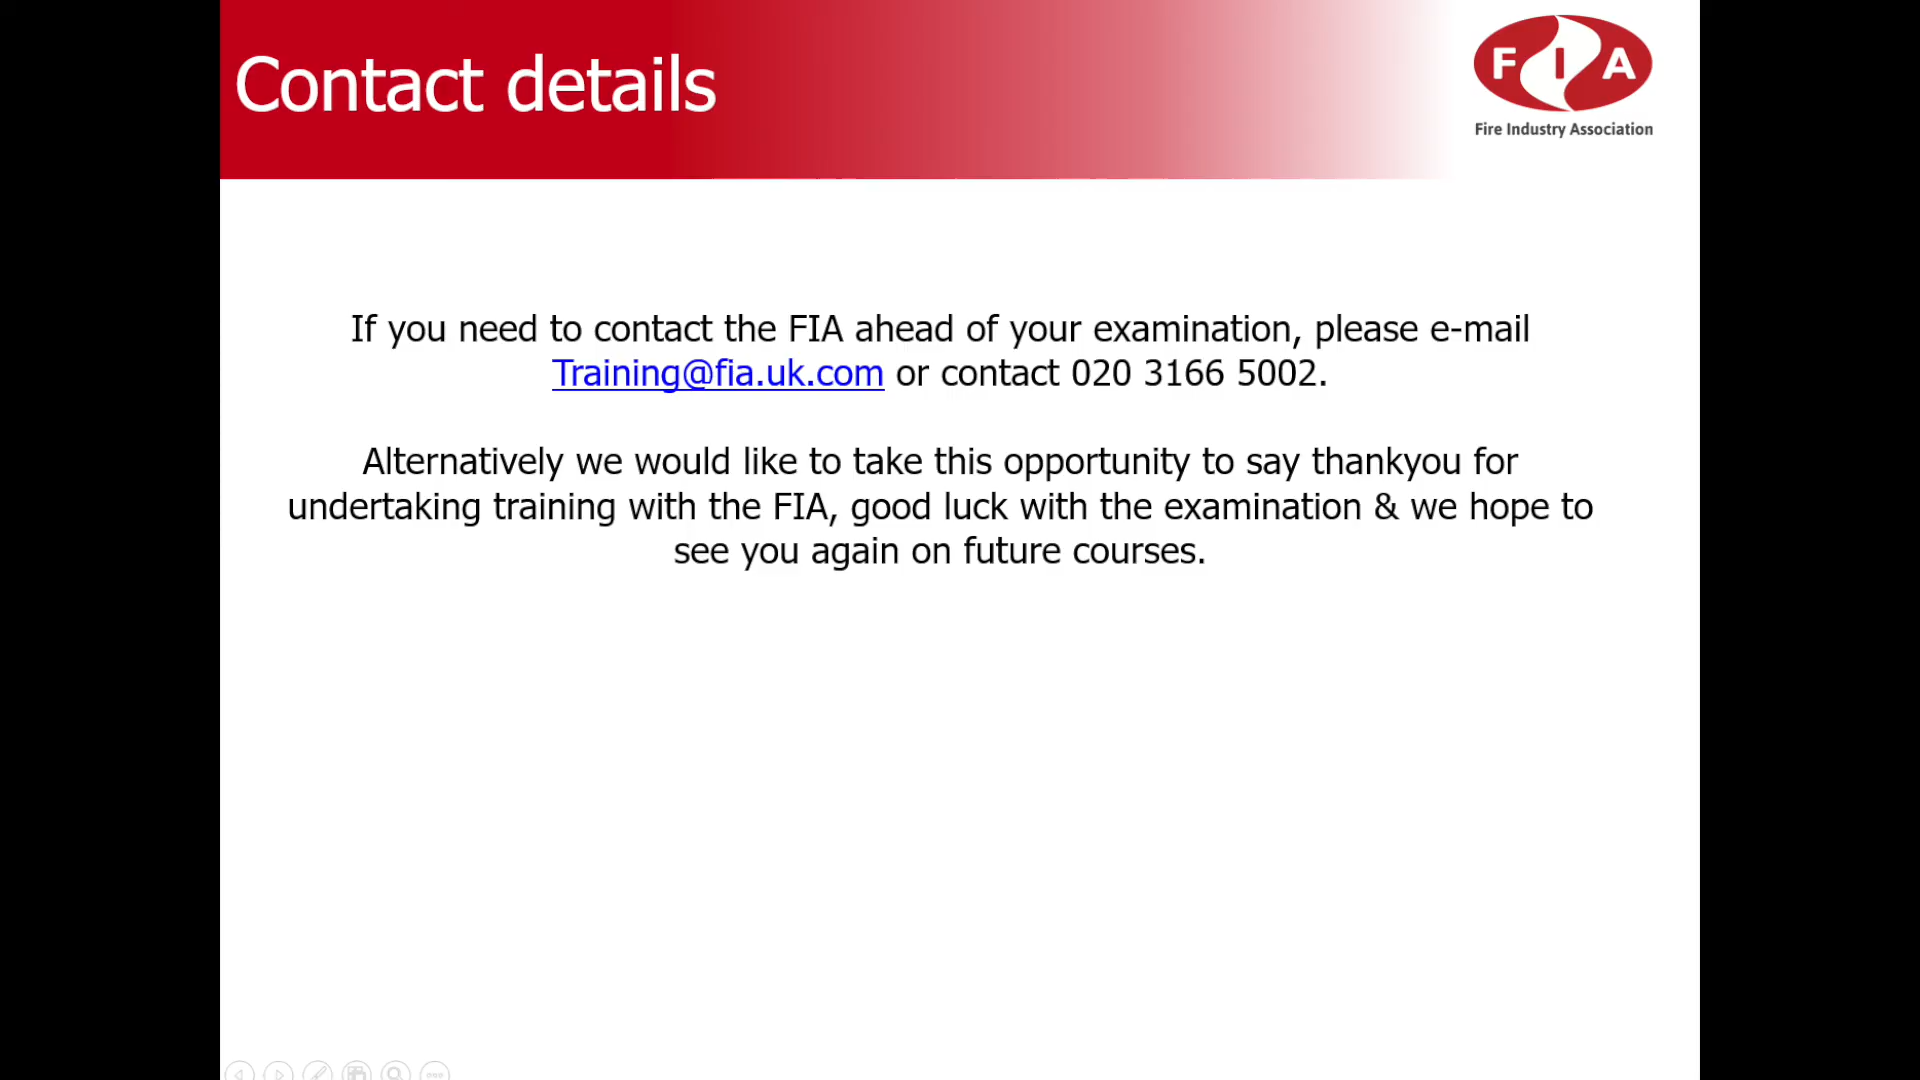 Contact details
F I A
Fire Industry Association
If you need to contact the FIA ahead of your examination, please e-mail
Training@fia.uk.com or contact 020 3166 5002.
Alternatively we would like to take this opportunity to say thankyou for
undertaking training with the FIA, good luck with the examination & we hope to
see you again on future courses.